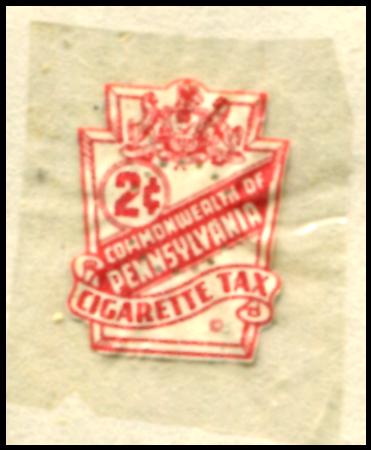 2¢
COMMONWEALTH OF
PENNSYLVANIA
CIGARETTE TAX
©